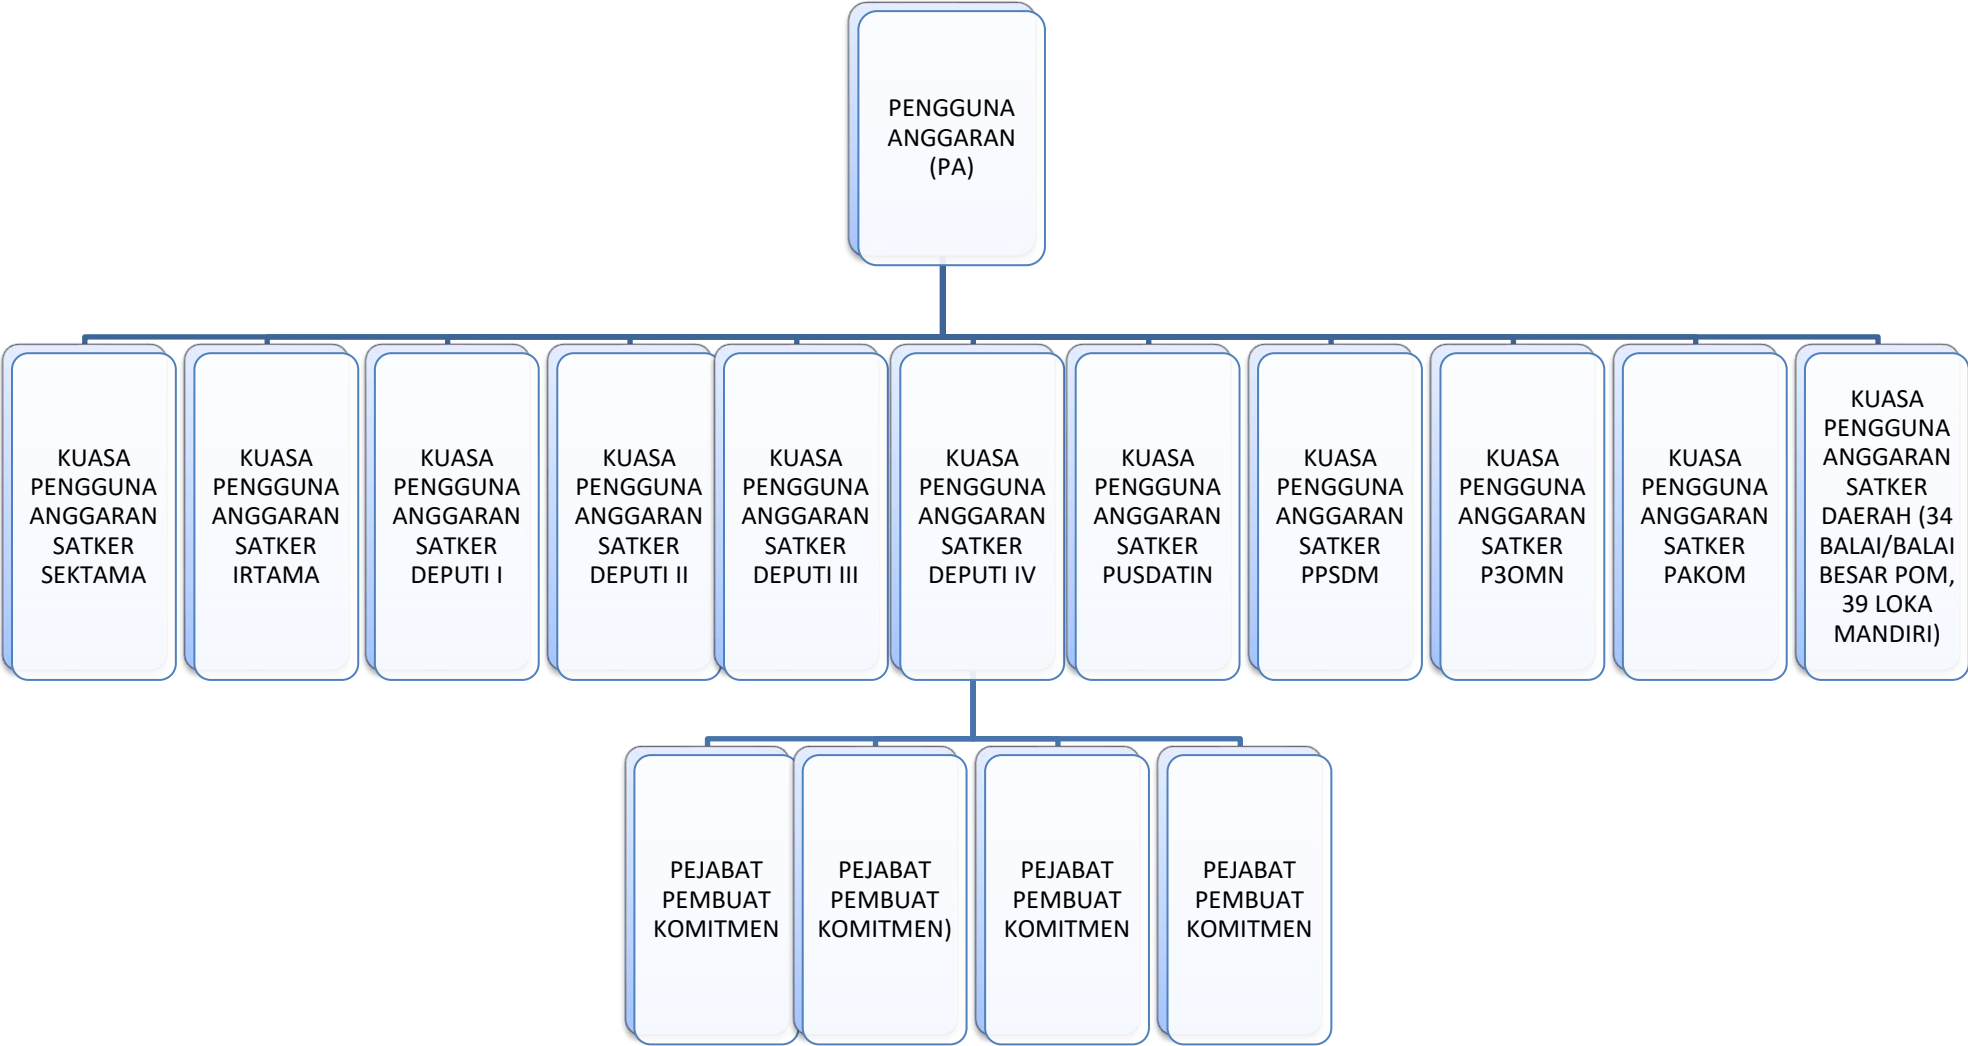 PENGGUNA
ANGGARAN
(PA)
KUASA
PENGGUNA
ANGGARAN
SATKER
SEKTAMA
KUASA
PENGGUNA
ANGGARAN
SATKER
IRTAMA
KUASA
PENGGUNA
ANGGARAN
SATKER
DEPUTI I
KUASA
PENGGUNA
ANGGARAN
SATKER
DEPUTI II
KUASA
PENGGUNA
ANGGARAN
SATKER
DEPUTI III
KUASA
PENGGUNA
ANGGARAN
SATKER
DEPUTI IV
KUASA
PENGGUNA
ANGGARAN
SATKER
PUSDATIN
KUASA
PENGGUNA
ANGGARAN
SATKER
PPSDM
KUASA
PENGGUNA
ANGGARAN
SATKER
P3OMN
KUASA
PENGGUNA
ANGGARAN
SATKER
PAKOM
KUASA
PENGGUNA
ANGGARAN
SATKER
DAERAH (34
BALAI/BALAI
BESAR POM,
39 LOKA
MANDIRI)
PEJABAT
PEMBUAT
KOMITMEN
PEJABAT
PEMBUAT
KOMITMEN)
PEJABAT
PEMBUAT
KOMITMEN
PEJABAT
PEMBUAT
KOMITMEN